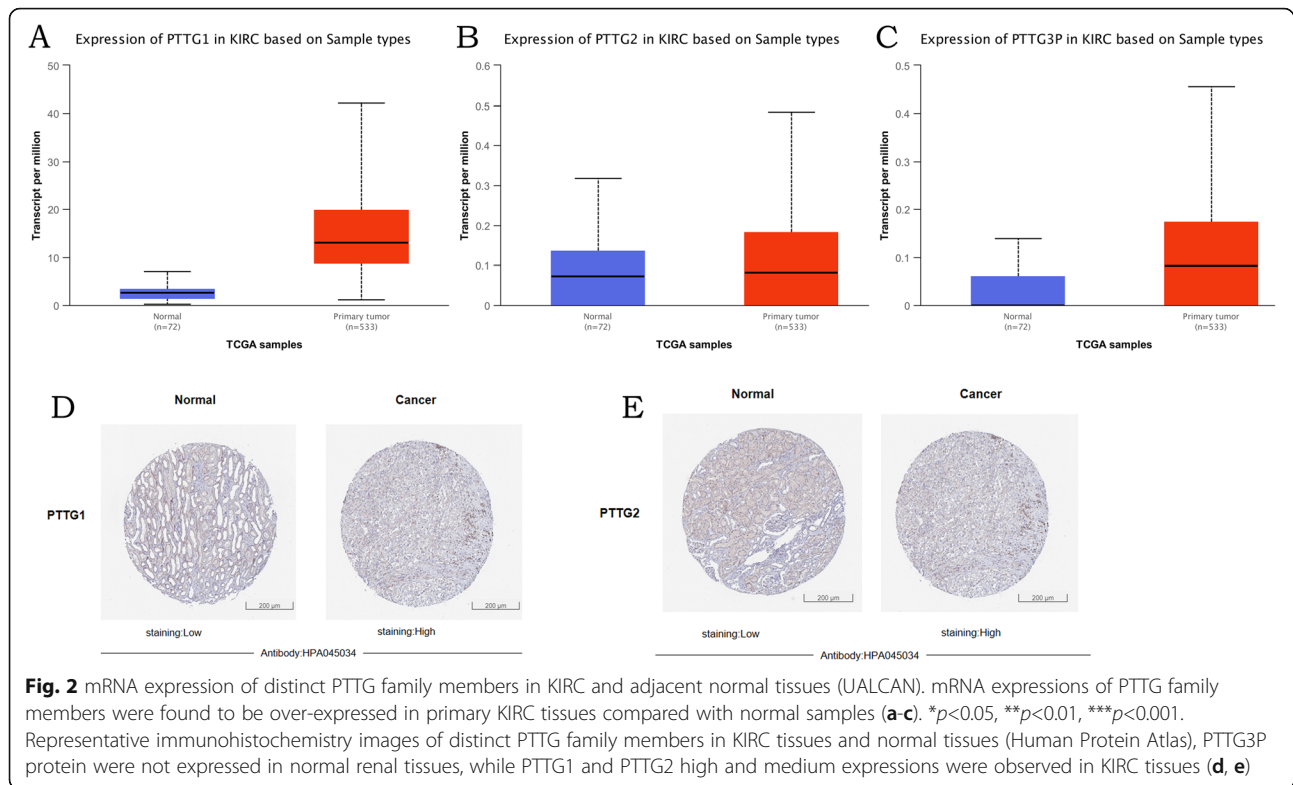 A
Expression of PTTG1 in KIRC based on Sample types
50
40
30
20
10
0
Transcript per million
Normal
(n=72)
Primary tumor
(n=533)
TCGA samples
B
Expression of PTTG2 in KIRC based on Sample types
0.6
0.5
0.4
0.3
0.2
0.1
0
Transcript per million
Normal
(n=72)
Primary tumor
(n=533)
TCGA samples
C
Expression of PTTG3P in KIRC based on Sample types
0.5
0.4
0.3
0.2
0.1
0
Transcript per million
Normal
(n=72)
Primary tumor
(n=533)
TCGA samples
D
Normal
Cancer
PTTG1
200 µm
200 µm
staining:Low
staining:High
Antibody:HPA045034
E
Normal
Cancer
PTTG2
200 µm
200 µm
staining:Low
staining:High
Antibody:HPA045034
Fig. 2 mRNA expression of distinct PTTG family members in KIRC and adjacent normal tissues (UALCAN). mRNA expressions of PTTG family
members were found to be over-expressed in primary KIRC tissues compared with normal samples (a-c). *p<0.05, **p<0.01, ***p<0.001.
Representative immunohistochemistry images of distinct PTTG family members in KIRC tissues and normal tissues (Human Protein Atlas), PTTG3P
protein were not expressed in normal renal tissues, while PTTG1 and PTTG2 high and medium expressions were observed in KIRC tissues (d, e)